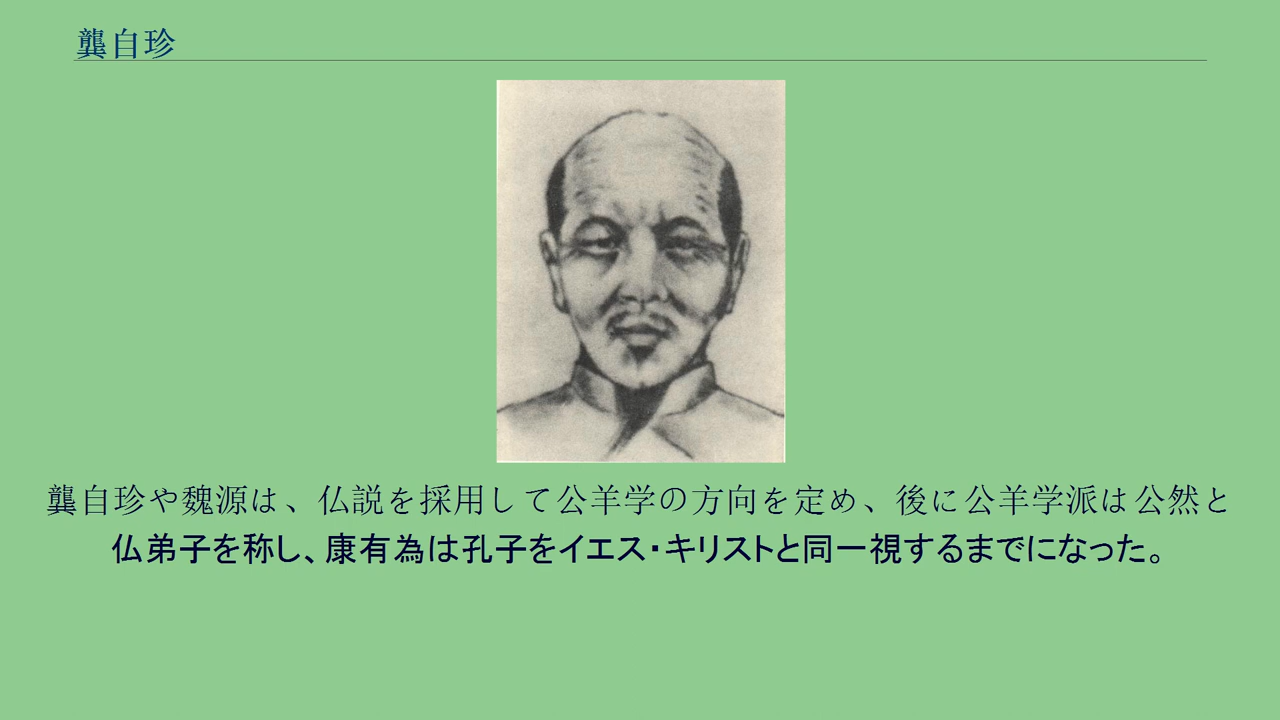 龔自珍
龔自珍や魏源は、仏説を採用して公羊学の方向を定め、後に公羊学派は公然と
仏弟子を称し、康有為は孔子をイエス・キリストと同一視するまでになった。